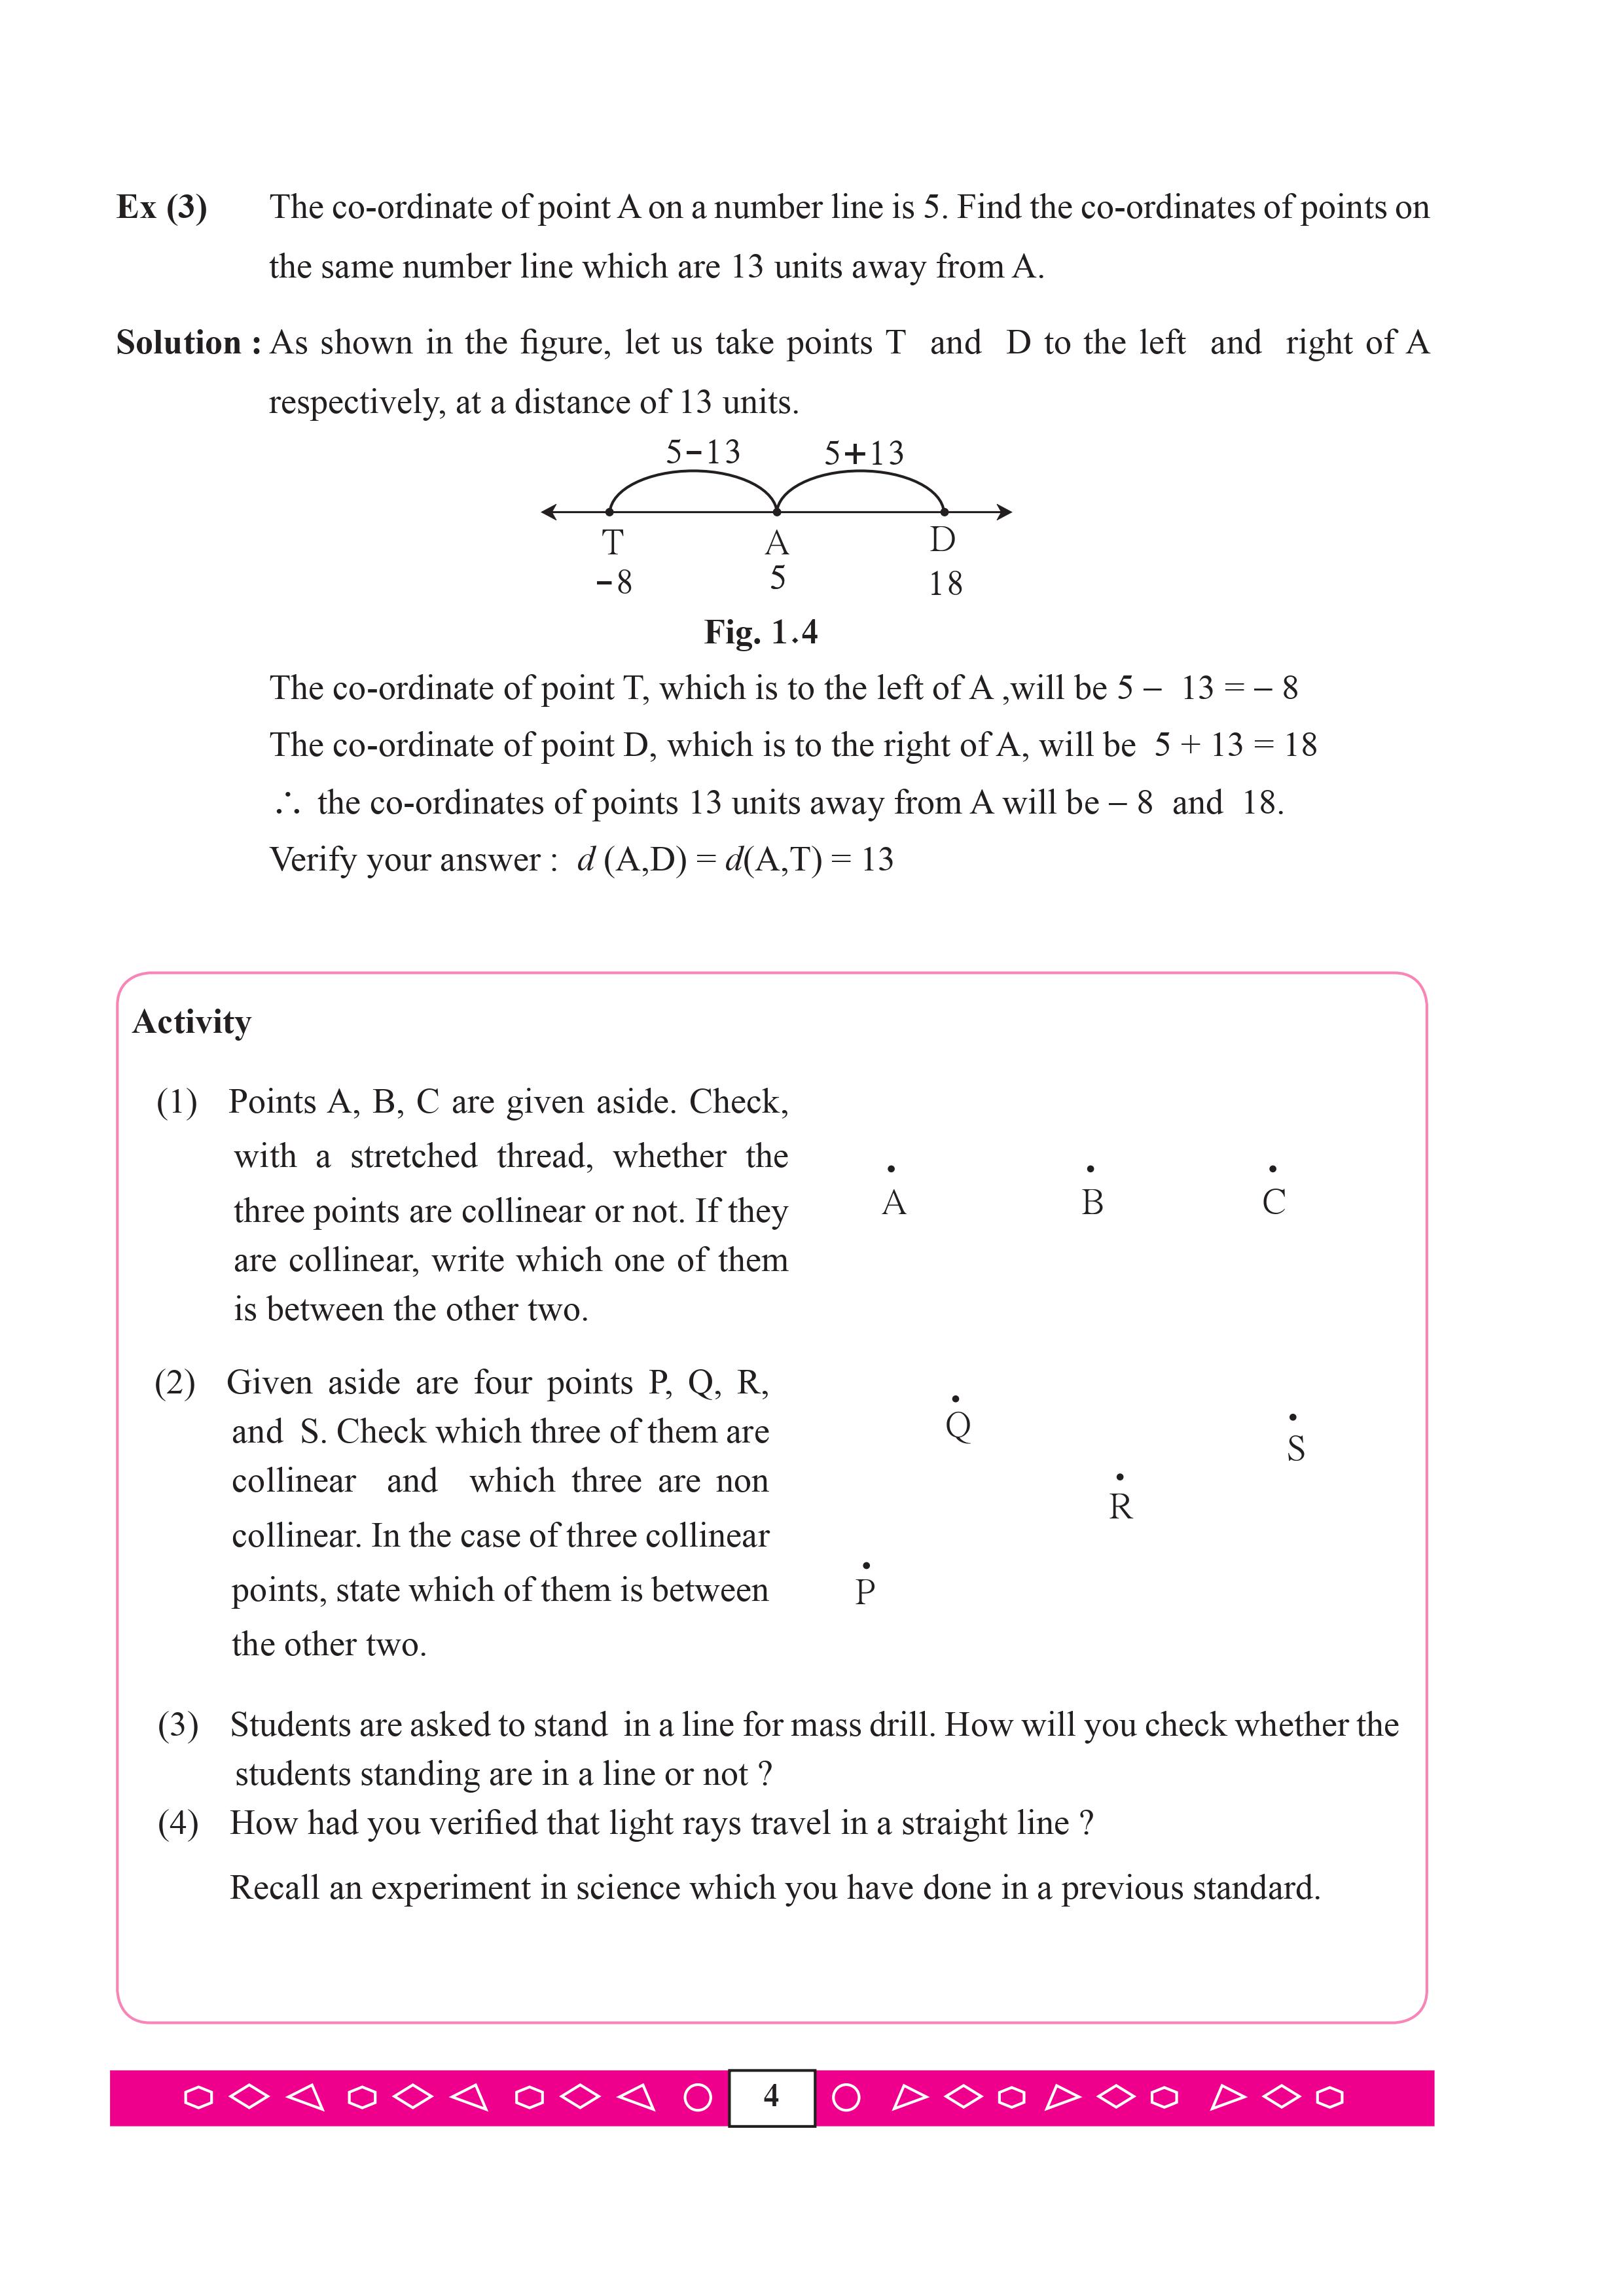 Ex (3) The co-ordinate of point A on a number line is 5. Find the co-ordinates of points on
the same number line which are 13 units away from A.
Solution : As shown in the figure, let us take points T and D to the left and right of A
respectively, at a distance of 13 units.
5−13 5+13
T A D
−8 5 18
Fig. 1.4
The co-ordinate of point T, which is to the left of A ,will be 5 – 13 = – 8
The co-ordinate of point D, which is to the right of A, will be 5 + 13 = 18
∴ the co-ordinates of points 13 units away from A will be – 8 and 18.
Verify your answer : d (A,D) = d(A,T) = 13
Activity
(1) Points A, B, C are given aside. Check,
with a stretched thread, whether the
three points are collinear or not. If they
are collinear, write which one of them
is between the other two.
A B C
(2) Given aside are four points P, Q, R,
and S. Check which three of them are
collinear and which three are non
collinear. In the case of three collinear
points, state which of them is between
the other two.
Q
S
R
P
(3) Students are asked to stand in a line for mass drill. How will you check whether the
students standing are in a line or not ?
(4) How had you verified that light rays travel in a straight line ?
Recall an experiment in science which you have done in a previous standard.
4